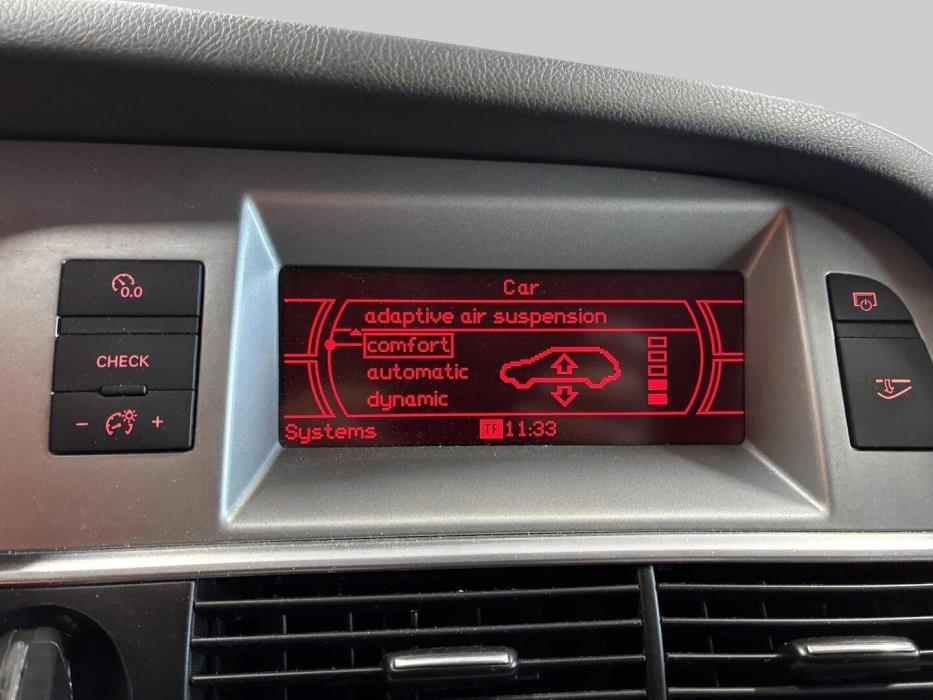 0.0
CHECK
- +
Car
adaptive air suspension
comfort
automatic
dynamic
Systems TP 11:33